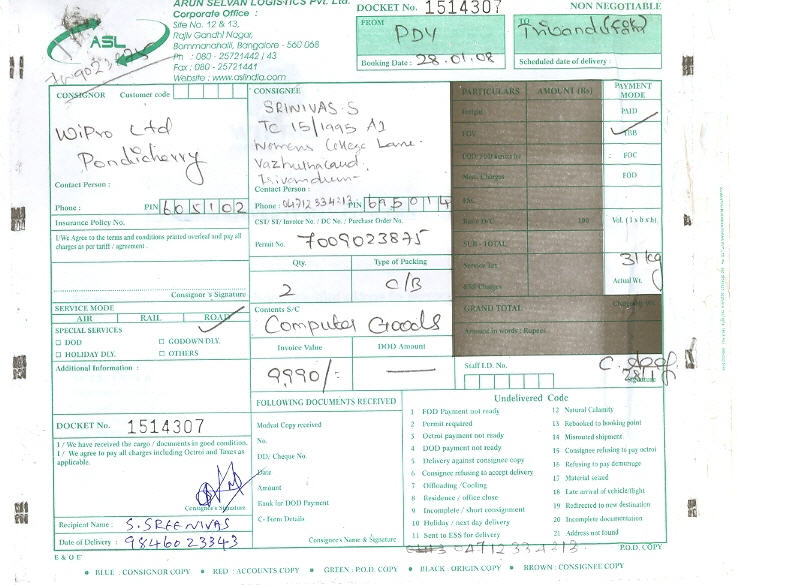 ARUN SELVAN LOGISTICS Pvt. Ltd.
Corporate Office :
Site No. 12 & 13,
Rajiv Gandhi Nagar,
Bommanahalli, Bangalore - 560 068
Ph : 080 - 25721442 / 43
Fax : 080 - 25721441
Website : www.aslindia.com
ASL
DOCKET No. 1514307
NON NEGOTIABLE
FROM
PDY
Booking Date : 28.01.08
TO
Scheduled date of delivery :
CONSIGNOR Customer code
Wipro Ltd
Pondicherry
Contact Person :
Phone : PIN 605102
CONSIGNEE
SRINIVAS.S
TC 15/1995 A1
Womens College Lane.
Vazhuthacaud.
Trivandrum
Contact Person :
Phone : 04712334213 PIN 695014
PARTICULARS AMOUNT (Rs)
Freight
FOV
Misc. Charges
SUB - TOTAL
Service Tax
GRAND TOTAL
Amount in words : Rupees
PAYMENT MODE
PAID
TBB
FOC
FOD
Vol. (l x b x h)
31 kg
Actual Wt.
Insurance Policy No.
I/We Agree to the terms and conditions printed overleaf and pay all
charges as per tariff / agreement .
Consignor's Signature
CST/ ST/ Invoice No. / DC No. / Purchase Order No.
Permit No. 7009023875
Qty. Type of Packing
2 C/B
SERVICE MODE
AIR RAIL ROAD
SPECIAL SERVICES
DOD GODOWN DLY.
HOLIDAY DLY. OTHERS
Additional Information :
Contents S/C
Computer Goods
Invoice Value DOD Amount
9,990/-
Staff I.D. No.
Signature
DOCKET No. 1514307
1 / We have received the cargo / documents in good condition.
1 / We agree to pay all charges including Octroi and Taxes as
applicable.
Consignee's Signature
Recipient Name : S.SREENIVAS
Date of Delivery : 9846023343
E & O E
FOLLOWING DOCUMENTS RECEIVED
Modvat Copy received
No.
DD/ Cheque No.
Date
Amount
Bank for DOD Payment
C- Form Details
Consignee's Name & Signature
Undelivered Code
1 FOD Payment not ready
2 Permit required
3 Octroi payment not ready
4 DOD payment not ready
5 Delivery against consignee copy
6 Consignee refusing to accept delivery
7 Offloading /Cooling
8 Residence / office close
9 Incomplete / short consignment
10 Holiday / next day delivery
11 Sent to ESS for delivery
12 Natural Calamity
13 Rebooked to booking point
14 Misrouted shipment
15 Consignee refusing to pay octroi
16 Refusing to pay demurage
17 Material seized
18 Late arrival of vehicle/flight
19 Redirected to new destination
20 Incomplete documentation
21 Address not found
04712334213
P.O.D. COPY
BLUE : CONSIGNOR COPY RED : ACCOUNTS COPY GREEN : P.O.D. COPY BLACK : ORIGIN COPY BROWN : CONSIGNEE COPY